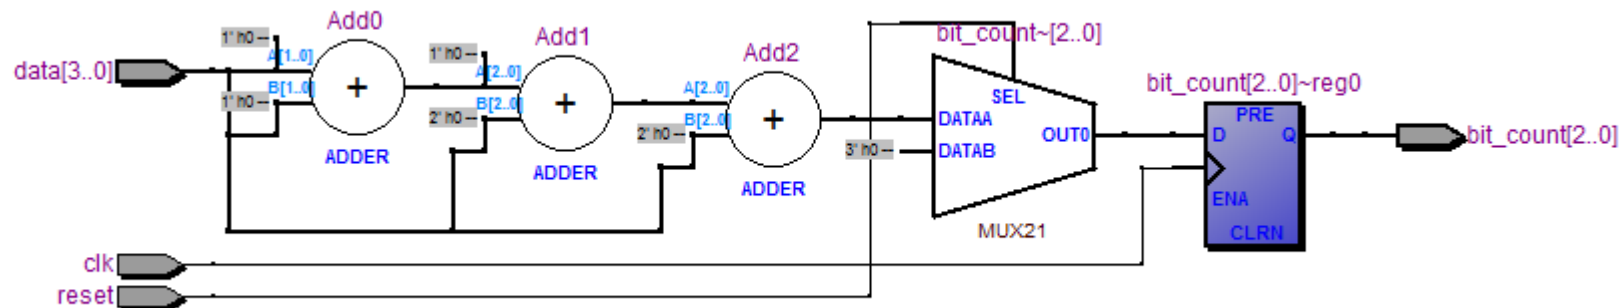 data[3..0]
1' h0
A[1..0]
B[1..0]
1' h0
Add0
+
ADDER
1' h0
A[2..0]
B[2..0]
2' h0
Add1
+
ADDER
A[2..0]
B[2..0]
2' h0
Add2
+
ADDER
3' h0
bit_count~[2..0]
SEL
DATAA
DATAB
OUT0
MUX21
bit_count[2..0]~reg0
PRE
D
Q
ENA
CLRN
bit_count[2..0]
clk
reset